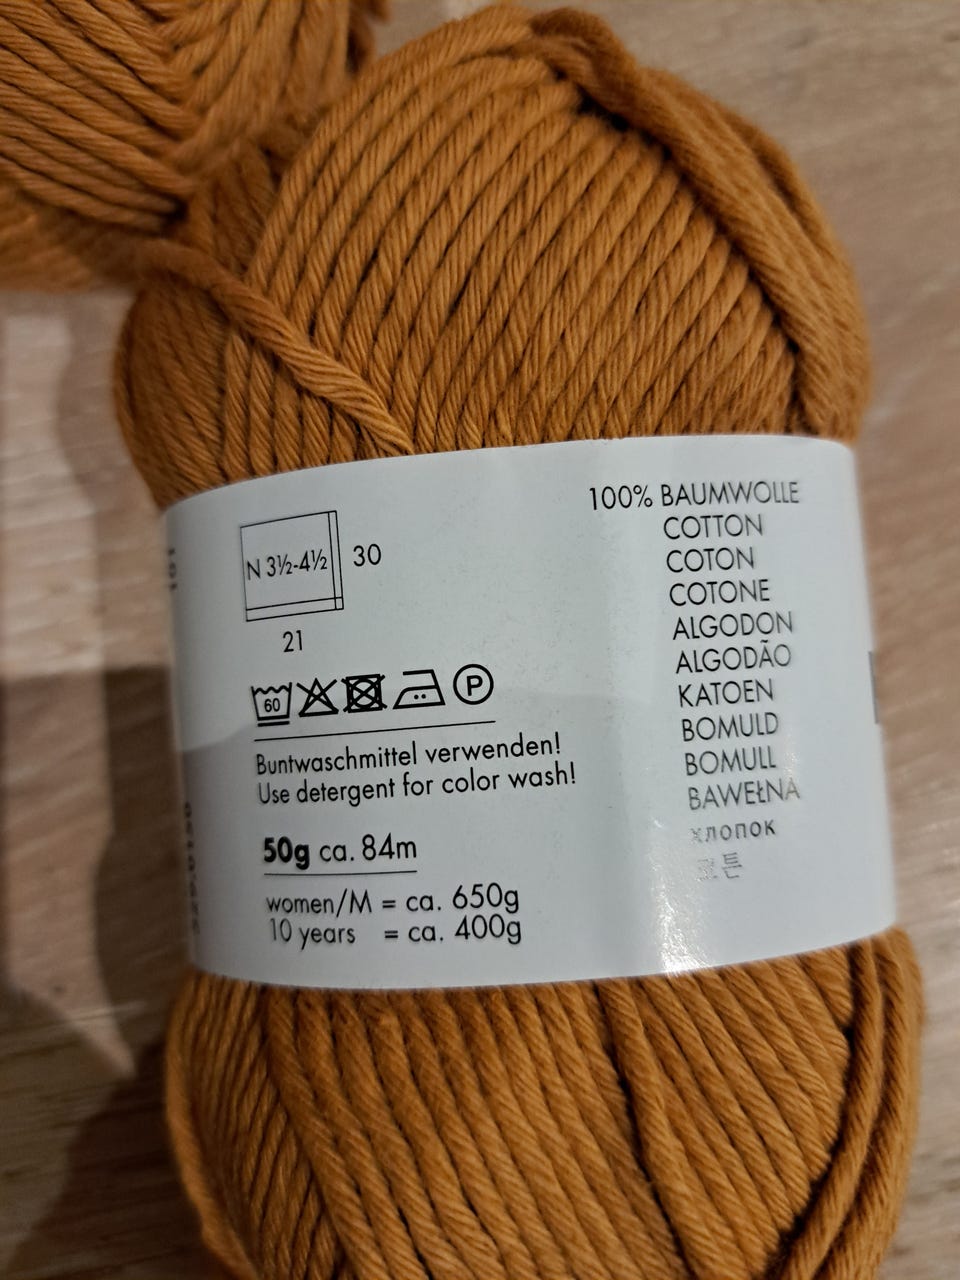 N 3½-4½ 30
21
60 P
Buntwaschmittel verwenden!
Use detergent for color wash!
50g ca. 84m
women/M = ca. 650g
10 years = ca. 400g
100% BAUMWOLLE
COTTON
COTON
COTONE
ALGODON
ALGODÃO
KATOEN
BOMULD
BOMULL
BAWEŁNA
хлопок
코튼